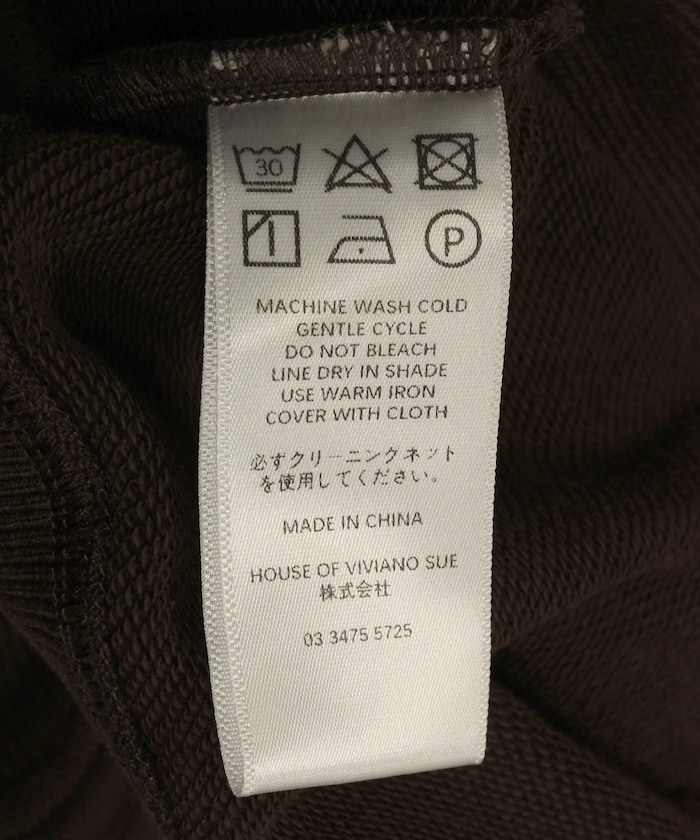 30
P
MACHINE WASH COLD
GENTLE CYCLE
DO NOT BLEACH
LINE DRY IN SHADE
USE WARM IRON
COVER WITH CLOTH
必ずクリーニングネット
を使用してください。
MADE IN CHINA
HOUSE OF VIVIANO SUE
株式会社
03 3475 5725